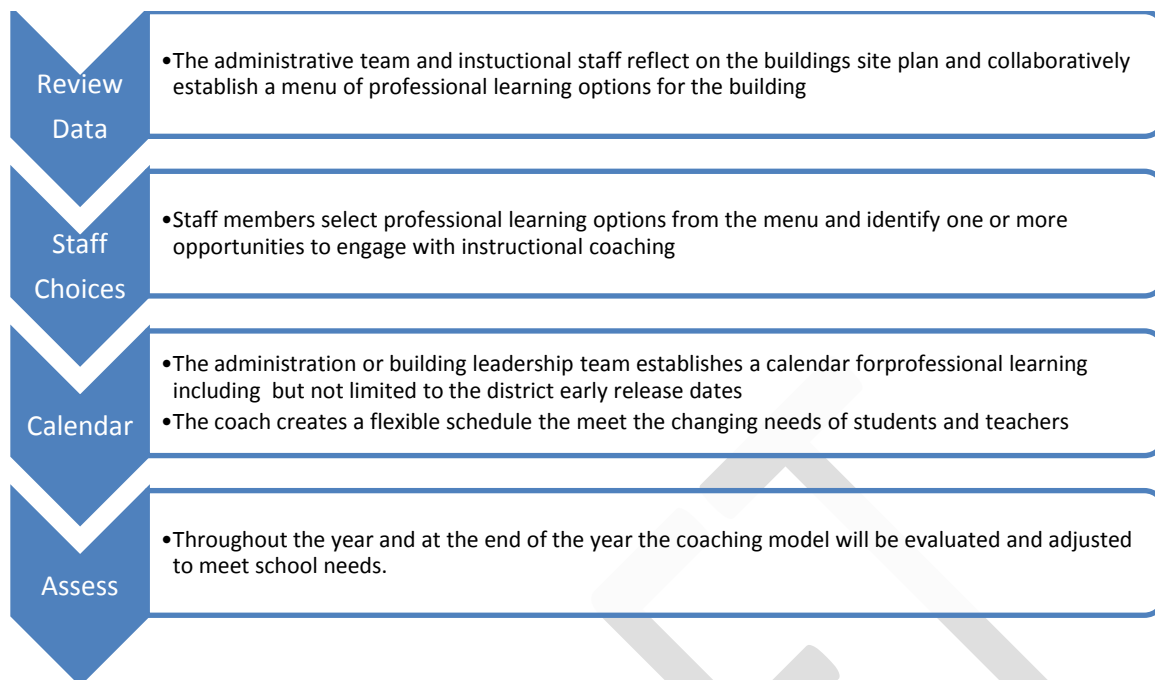 Review
Data
•The administrative team and instuctional staff reflect on the buildings site plan and collaboratively
establish a menu of professional learning options for the building
Staff
Choices
•Staff members select professional learning options from the menu and identify one or more
opportunities to engage with instructional coaching
Calendar
•The administration or building leadership team establishes a calendar forprofessional learning
including but not limited to the district early release dates
•The coach creates a flexible schedule the meet the changing needs of students and teachers
Assess
•Throughout the year and at the end of the year the coaching model will be evaluated and adjusted
to meet school needs.